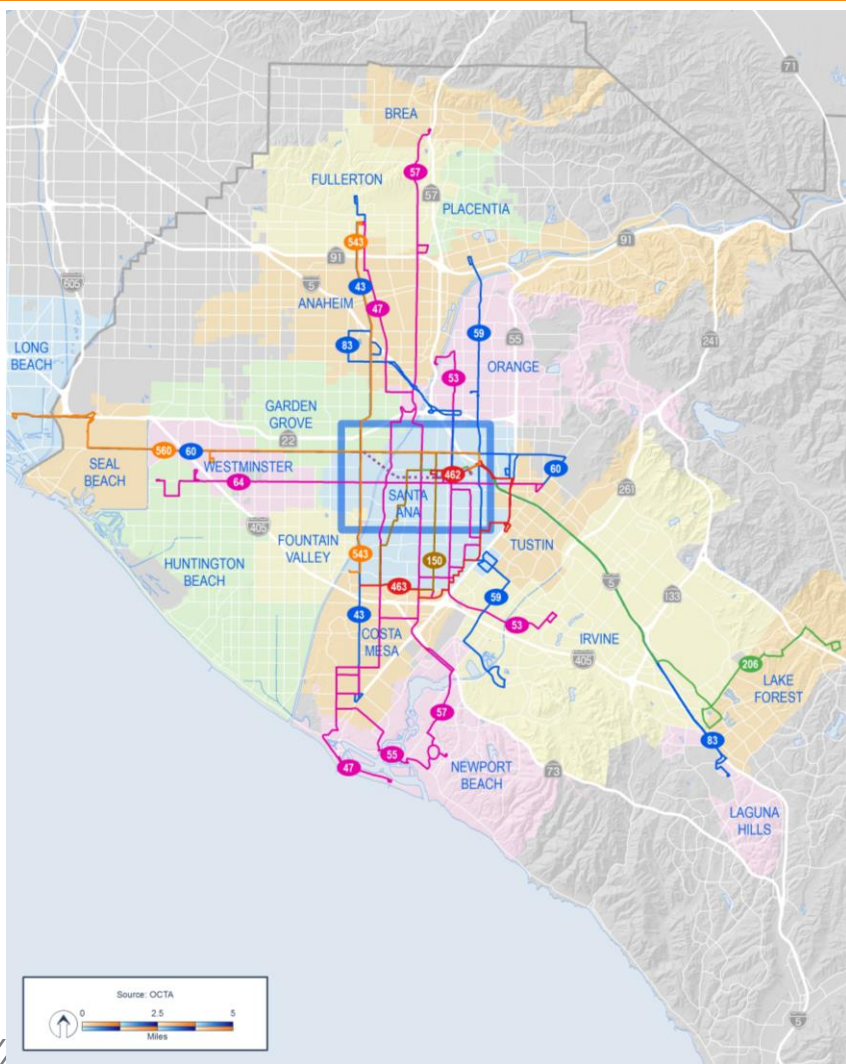 71
BREA
57
FULLERTON
57
PLACENTIA
543
91
91
605
5
43
ANAHEIM
47
LONG
BEACH
83
59
55
241
ORANGE
53
GARDEN
GROVE
22
560
60
WESTMINSTER
462
60
SEAL
BEACH
64
SANTA
ANA
261
405
FOUNTAIN
VALLEY
543
150
TUSTIN
HUNTINGTON
BEACH
463
59
5
133
43
53
COSTA
MESA
IRVINE
405
206
LAKE
FOREST
57
83
55
47
NEWPORT
BEACH
73
LAGUNA
HILLS
5
Source: OCTA
0
2.5
5
Miles